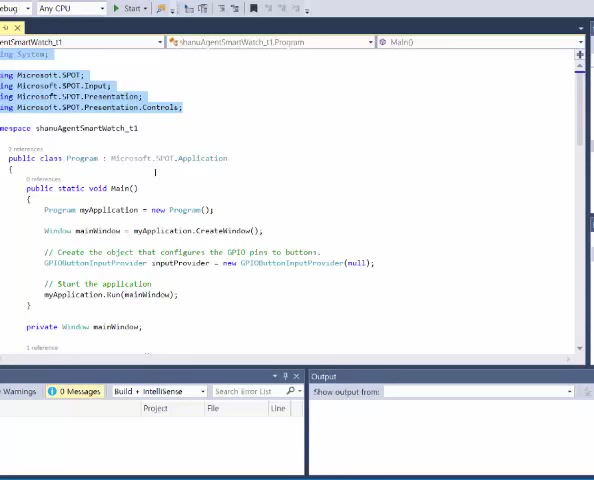 ebug Any CPU Start
gentSmartWatch_t1 shanuAgentSmartWatch_t1.Program Main()
ing System;
ing Microsoft.SPOT;
ing Microsoft.SPOT.Input;
ing Microsoft.SPOT.Presentation;
ing Microsoft.SPOT.Presentation.Controls;
mespace shanuAgentSmartWatch_t1
2 references
public class Program : Microsoft.SPOT.Application
{
0 references
public static void Main()
{
Program myApplication = new Program();
Window mainWindow = myApplication.CreateWindow();
// Create the object that configures the GPIO pins to buttons.
GPIOButtonInputProvider inputProvider = new GPIOButtonInputProvider(null);
// Start the application
myApplication.Run(mainWindow);
}
private Window mainWindow;
1 reference
Output
Warnings 0 Messages Build + IntelliSense Search Error List Show output from:
Project File Line